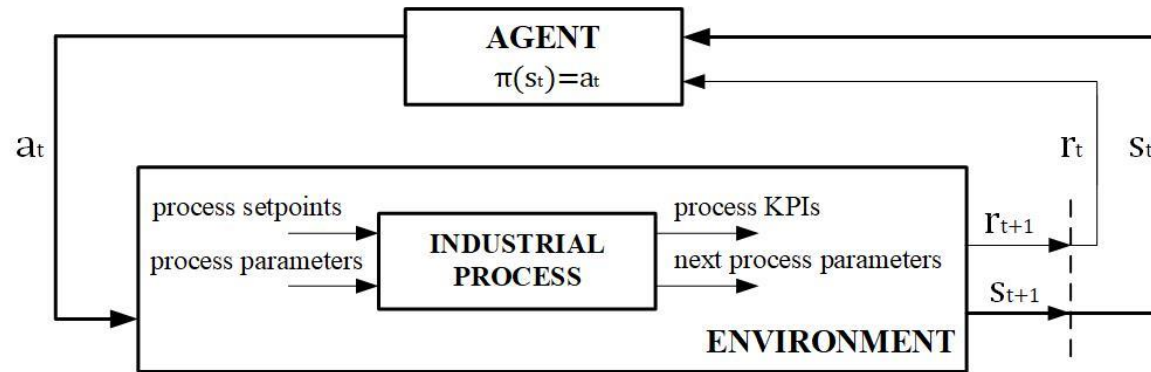 AGENT
π(sₜ)=aₜ
aₜ
rₜ
sₜ
process setpoints
process KPIs
rₜ₊₁
INDUSTRIAL
PROCESS
process parameters
next process parameters
sₜ₊₁
ENVIRONMENT